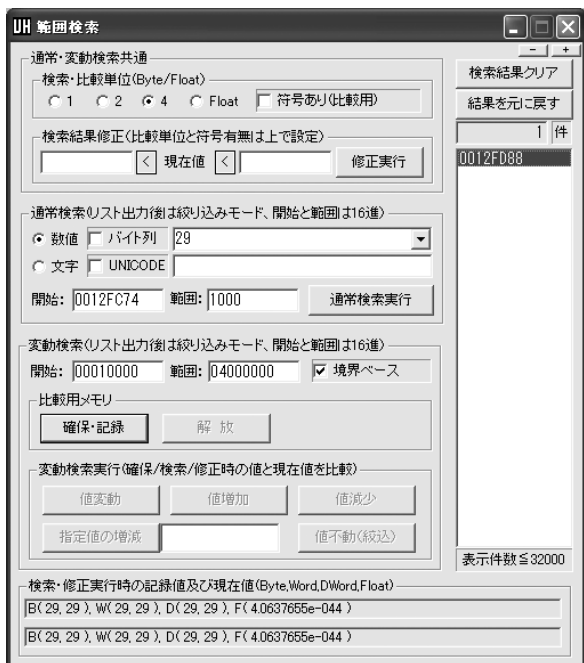 UH 範囲検索
- +
通常・変動検索共通
検索・比較単位(Byte/Float)
1 2 4 Float 符号あり(比較用)
検索結果修正(比較単位と符号有無は上で設定)
< 現在値 < 修正実行
通常検索(リスト出力後は絞り込みモード、開始と範囲は16進)
数値 バイト列 29
文字 UNICODE
開始: 0012FC74 範囲: 1000 通常検索実行
変動検索(リスト出力後は絞り込みモード、開始と範囲は16進)
開始: 00010000 範囲: 04000000 境界ベース
比較用メモリ
確保・記録 解 放
変動検索実行(確保/検索/修正時の値と現在値を比較)
値変動 値増加 値減少
指定値の増減 値不動(絞込)
検索結果クリア
結果を元に戻す
1 件
0012FD88
表示件数≦32000
検索・修正実行時の記録値及び現在値(Byte,Word,DWord,Float)
B( 29, 29 ), W( 29, 29 ), D( 29, 29 ), F( 4.0637655e-044 )
B( 29, 29 ), W( 29, 29 ), D( 29, 29 ), F( 4.0637655e-044 )